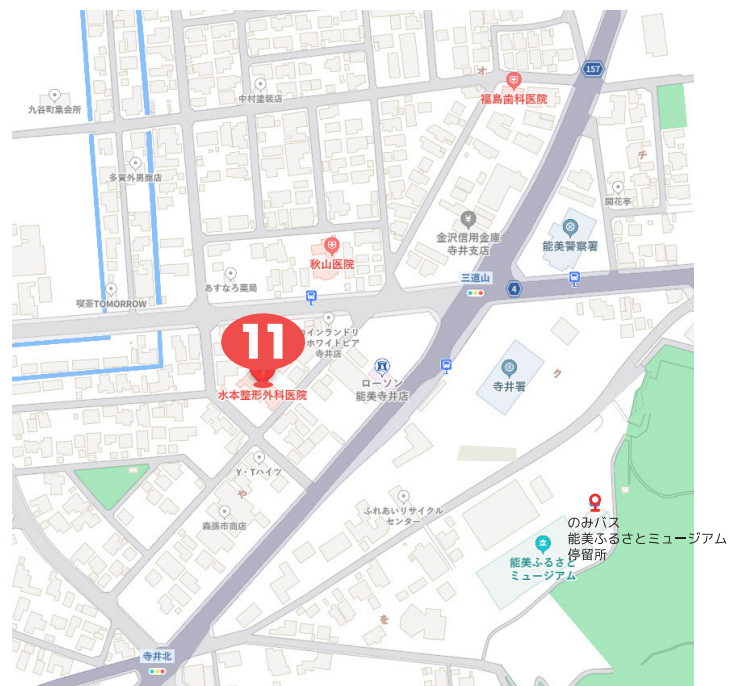 157
オ
福島歯科医院
九谷町集会所
中村塗装店
チ
多賀外男商店
開花亭
金沢信用金庫
寺井支店
能美警察署
秋山医院
三道山
あすなろ薬局
4
喫茶TOMORROW
11
コインランドリ
ーホワイトピア
寺井店
ローソン
能美寺井店
寺井署
ク
水本整形外科医院
Y・Tハイツ
や
ふれあいリサイクル
センター
森孫市商店
のみバス
能美ふるさとミュージアム
停留所
能美ふるさと
ミュージアム
を
寺井北